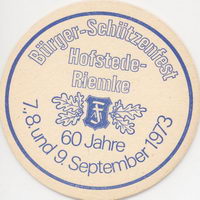 Bürger-Schützenfest
Hofstede-
Riemke
60 Jahre
7. 8 und 9. September 1973